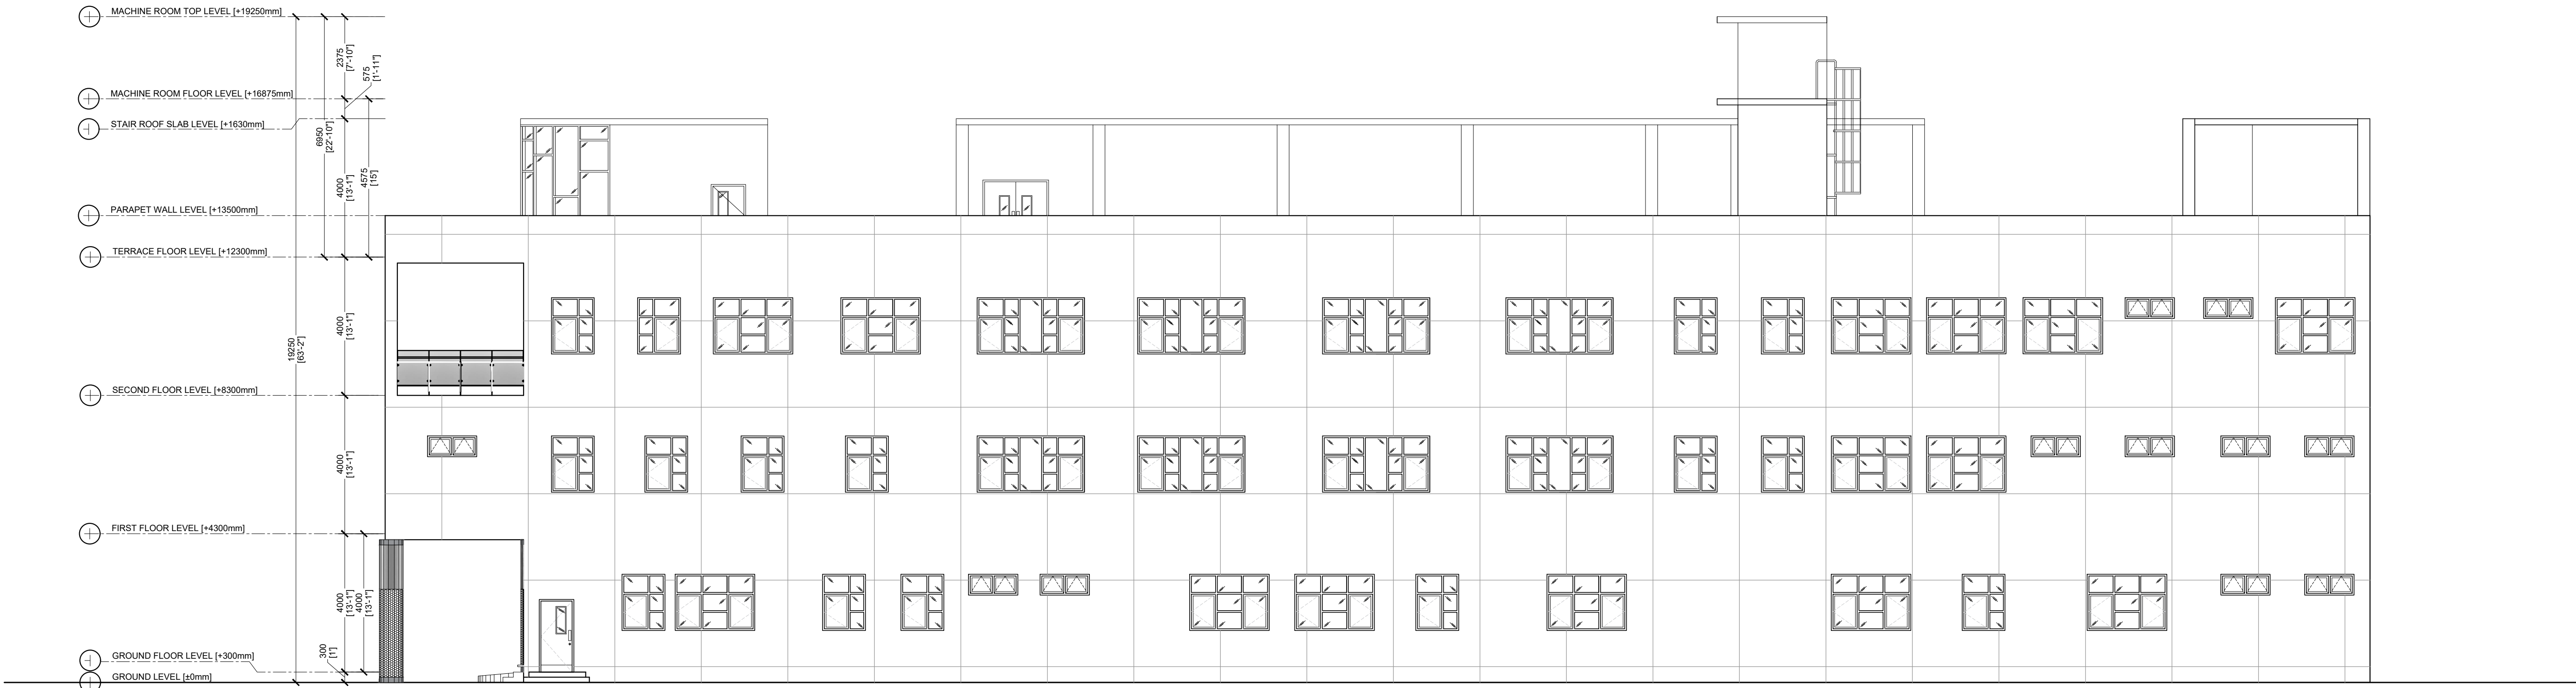 MACHINE ROOM TOP LEVEL [+19250mm]
2375
[7'-10"]
575
[1'-11"]
MACHINE ROOM FLOOR LEVEL [+16875mm]
STAIR ROOF SLAB LEVEL [+1630mm]
6950
[22'-10"]
4000
[13'-1"]
4575
[15']
PARAPET WALL LEVEL [+13500mm]
TERRACE FLOOR LEVEL [+12300mm]
19250
[63'-2"]
4000
[13'-1"]
SECOND FLOOR LEVEL [+8300mm]
4000
[13'-1"]
FIRST FLOOR LEVEL [+4300mm]
4000
[13'-1"]
4000
[13'-1"]
300
[1']
GROUND FLOOR LEVEL [+300mm]
GROUND LEVEL [±0mm]